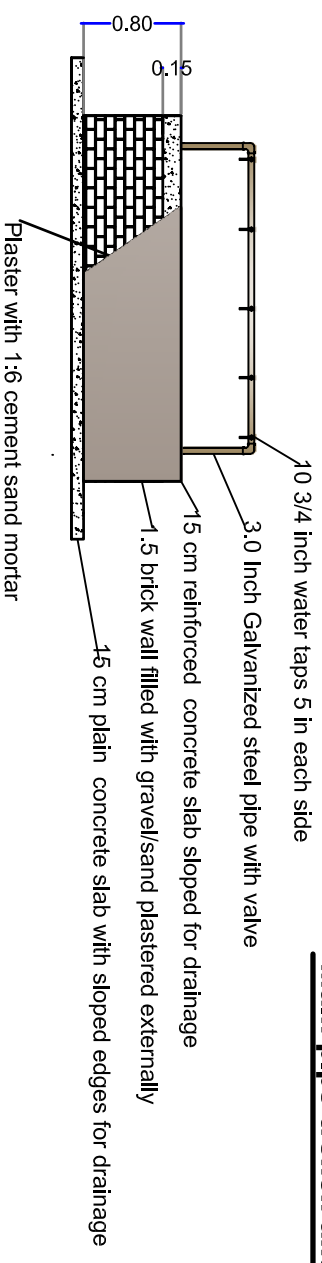 0.80
0.15
10 3/4 inch water taps 5 in each side
3.0 Inch Galvanized steel pipe with valve
15 cm reinforced concrete slab sloped for drainage
1.5 brick wall filled with gravel/sand plastered externally
15 cm plain concrete slab with sloped edges for drainage
Plaster with 1:6 cement sand mortar